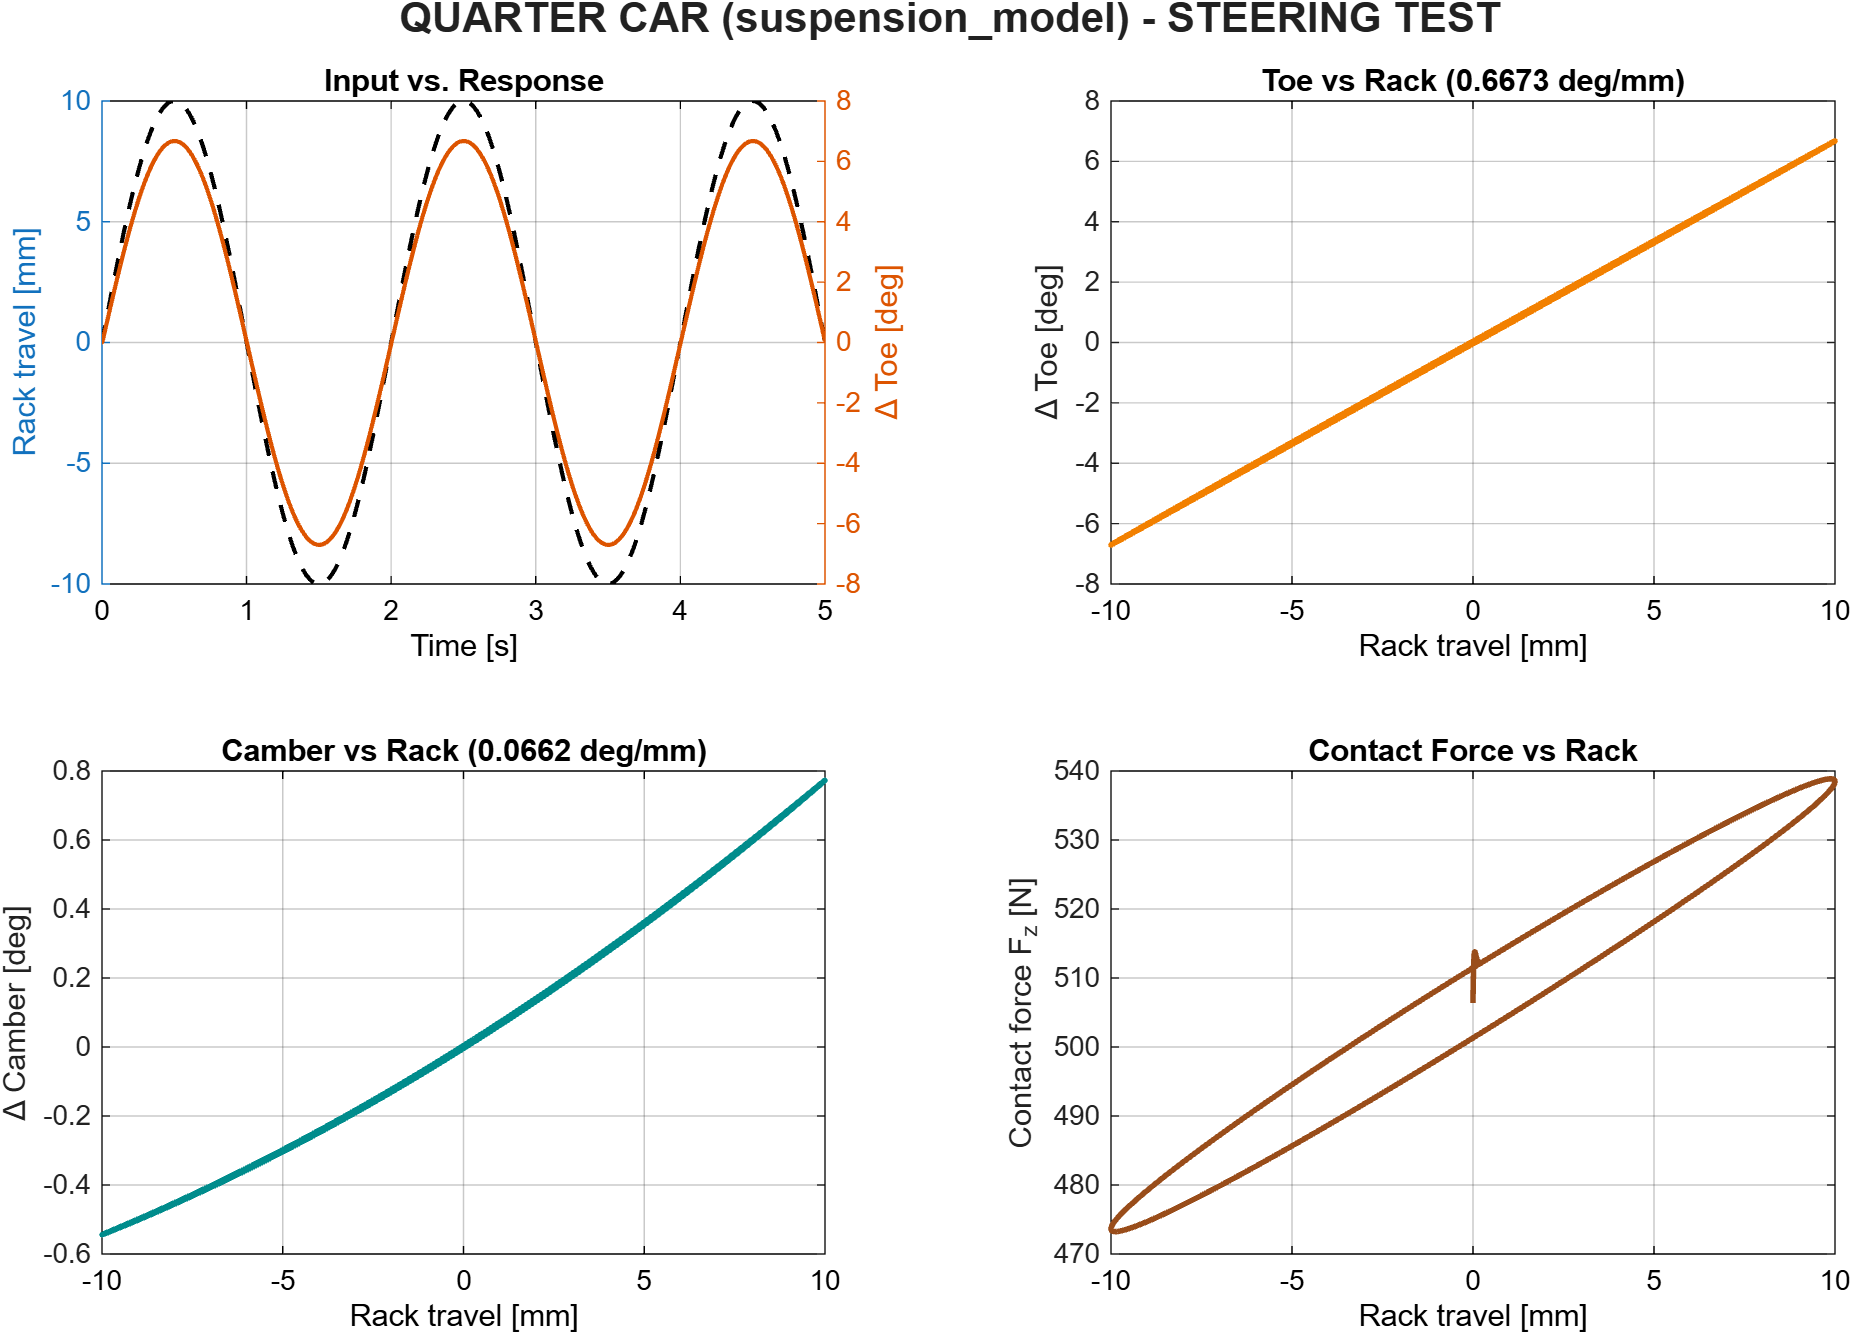 QUARTER CAR (suspension_model) - STEERING TEST
Input vs. Response
10
5
0
-5
-10
Rack travel [mm]
8
6
4
2
0
-2
-4
-6
-8
Δ Toe [deg]
0 1 2 3 4 5
Time [s]
Toe vs Rack (0.6673 deg/mm)
8
6
4
2
0
-2
-4
-6
-8
Δ Toe [deg]
-10 -5 0 5 10
Rack travel [mm]
Camber vs Rack (0.0662 deg/mm)
0.8
0.6
0.4
0.2
0
-0.2
-0.4
-0.6
Δ Camber [deg]
-10 -5 0 5 10
Rack travel [mm]
Contact Force vs Rack
540
530
520
510
500
490
480
470
Contact force Fz [N]
-10 -5 0 5 10
Rack travel [mm]